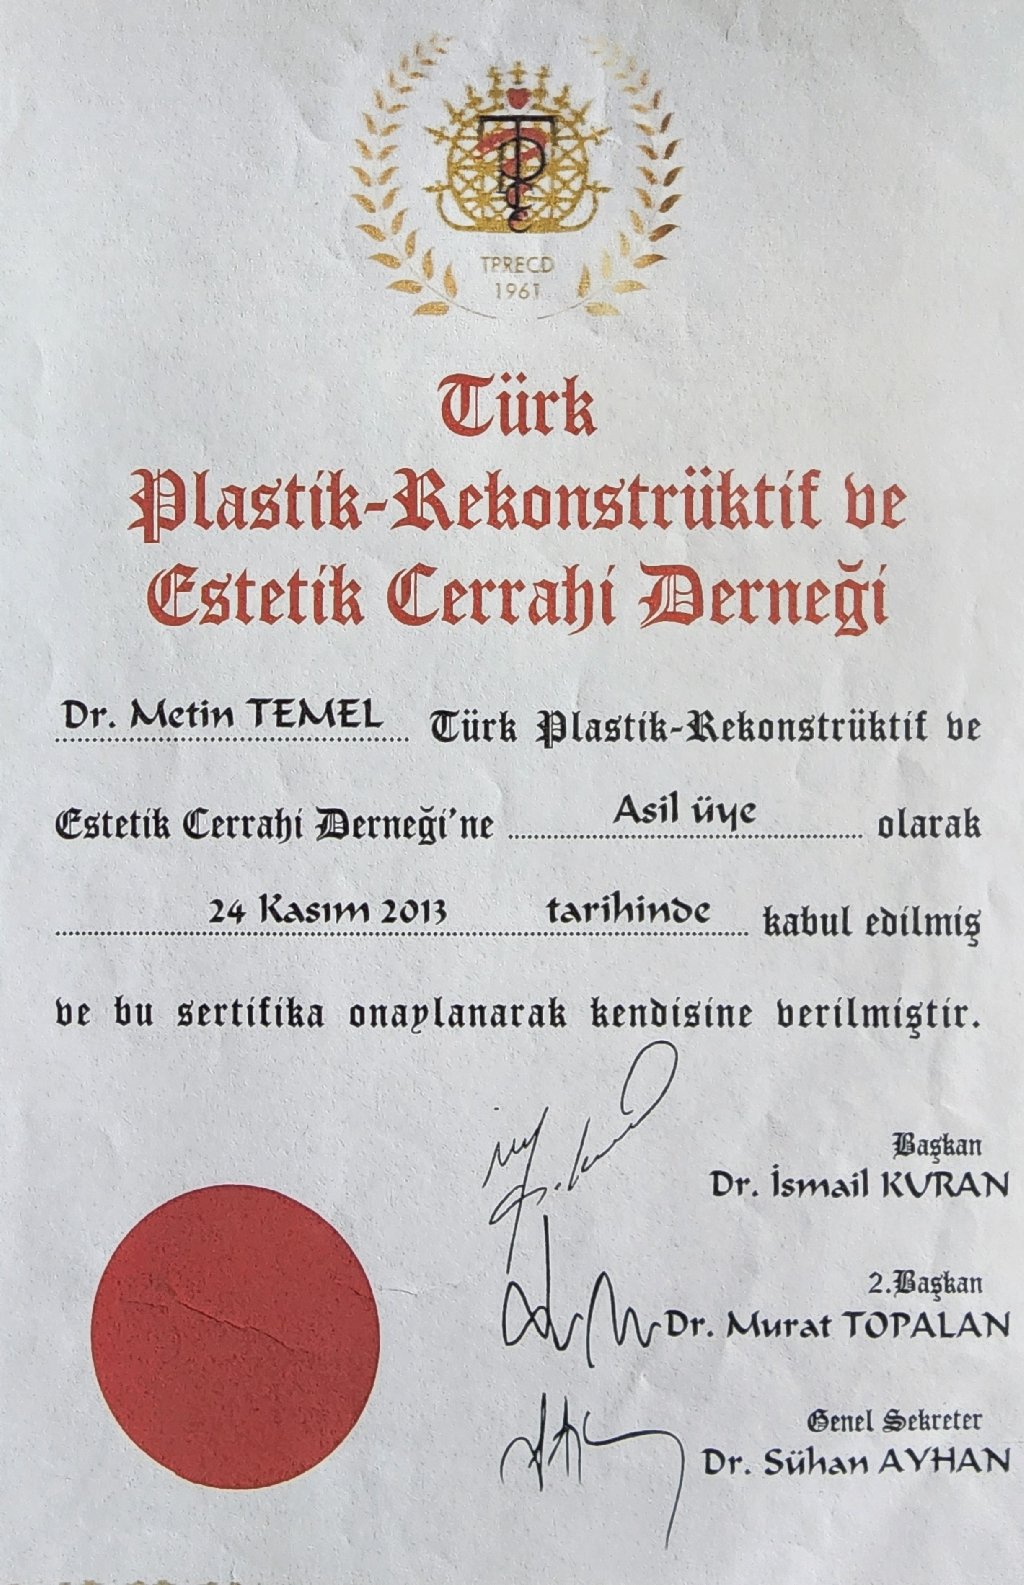 TPRECD
1961
Türk
Plastik-Rekonstrüktif ve
Estetik Cerrahi Derneği
Dr. Metin TEMEL Türk Plastik-Rekonstrüktif ve
Estetik Cerrahi Derneği'ne Asil üye olarak
24 Kasım 2013 tarihinde kabul edilmiş
ve bu sertifika onaylanarak kendisine verilmiştir.
Başkan
Dr. İsmail KURAN
2.Başkan
Dr. Murat TOPALAN
Genel Sekreter
Dr. Sühan AYHAN